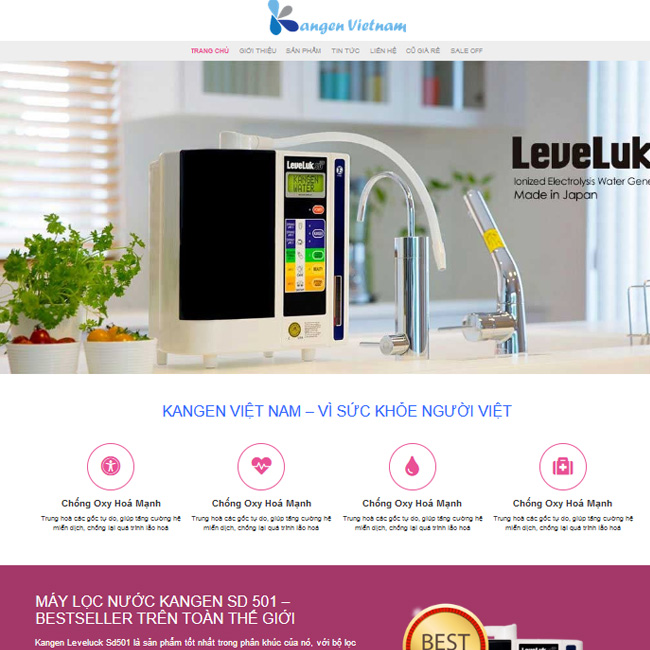 Kangen Vietnam
TRANG CHỦ GIỚI THIỆU SẢN PHẨM TIN TỨC LIÊN HỆ CŨ GIÁ RẺ SALE OFF
LeveLuk
KANGEN
WATER
LeveLuk
Ionized Electrolysis Water Gene
Made in Japan
KANGEN VIỆT NAM – VÌ SỨC KHỎE NGƯỜI VIỆT
Chống Oxy Hoá Mạnh
Trung hoà các gốc tự do, giúp tăng cường hệ
miễn dịch, chống lại quá trình lão hoá
Chống Oxy Hoá Mạnh
Trung hoà các gốc tự do, giúp tăng cường hệ
miễn dịch, chống lại quá trình lão hoá
Chống Oxy Hoá Mạnh
Trung hoà các gốc tự do, giúp tăng cường hệ
miễn dịch, chống lại quá trình lão hoá
Chống Oxy Hoá Mạnh
Trung hoà các gốc tự do, giúp tăng cường hệ
miễn dịch, chống lại quá trình lão hoá
MÁY LỌC NƯỚC KANGEN SD 501 –
BESTSELLER TRÊN TOÀN THẾ GIỚI
Kangen Leveluck Sd501 là sản phẩm tốt nhất trong phân khúc của nó, với bộ lọc
BEST
LeveLuk